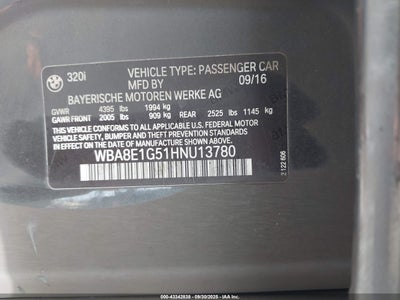 320i
VEHICLE TYPE: PASSENGER CAR
MFD BY 09/16
BAYERISCHE MOTOREN WERKE AG
GVWR 4395 lbs 1994 kg
GAWR FRONT 2005 lbs 909 kg REAR 2525 lbs 1145 kg
THIS VEHICLE CONFORMS TO ALL APPLICABLE FEDERAL MOTOR
VEHICLE SAFETY, BUMPER AND THEFT PREVENTION STANDARDS
IN EFFECT ON THE DATE OF MANUFACTURE SHOWN ABOVE.
WBA8E1G51HNU13780
2 122 606
000-43342838 - 09/30/2025 - IAA Inc. All Rights Reserved